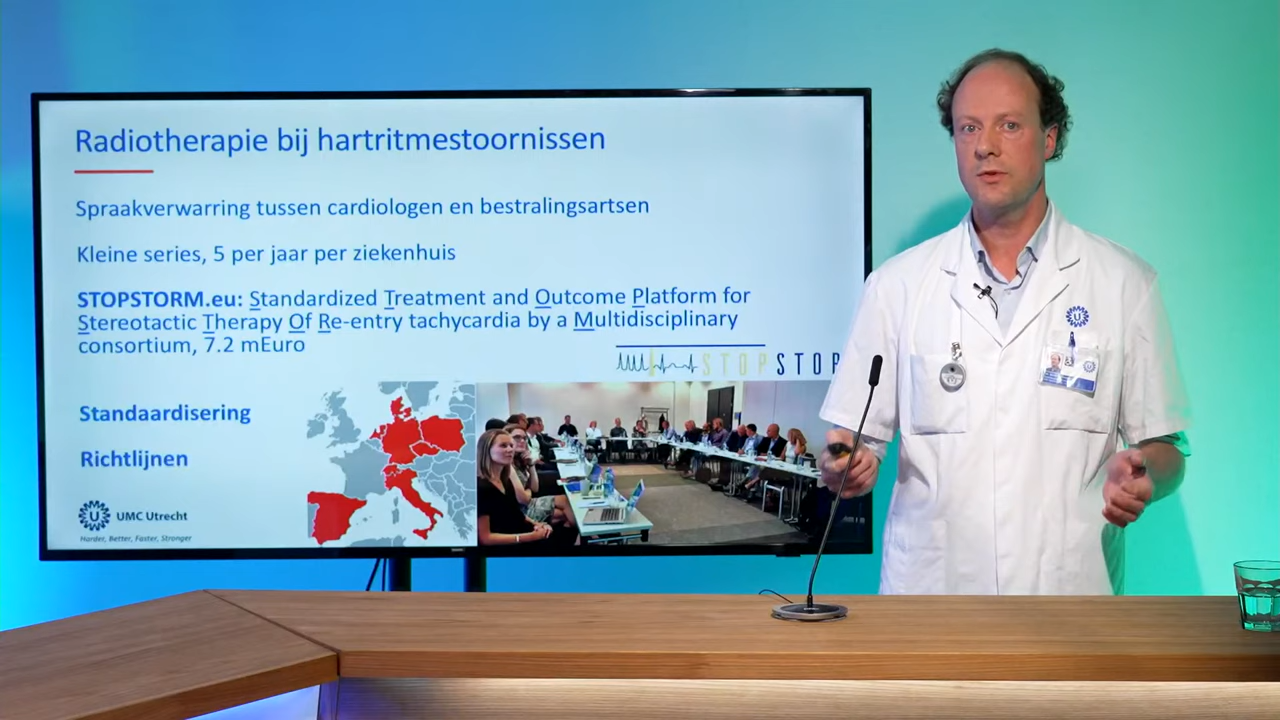 Radiotherapie bij hartritmestoornissen
Spraakverwarring tussen cardiologen en bestralingsartsen
Kleine series, 5 per jaar per ziekenhuis
STOPSTORM.eu: Standardized Treatment and Outcome Platform for
Stereotactic Therapy Of Re-entry tachycardia by a Multidisciplinary
consortium, 7.2 mEuro
STOPSTOR
Standaardisering
Richtlijnen
U UMC Utrecht
Harder, Better, Faster, Stronger
U